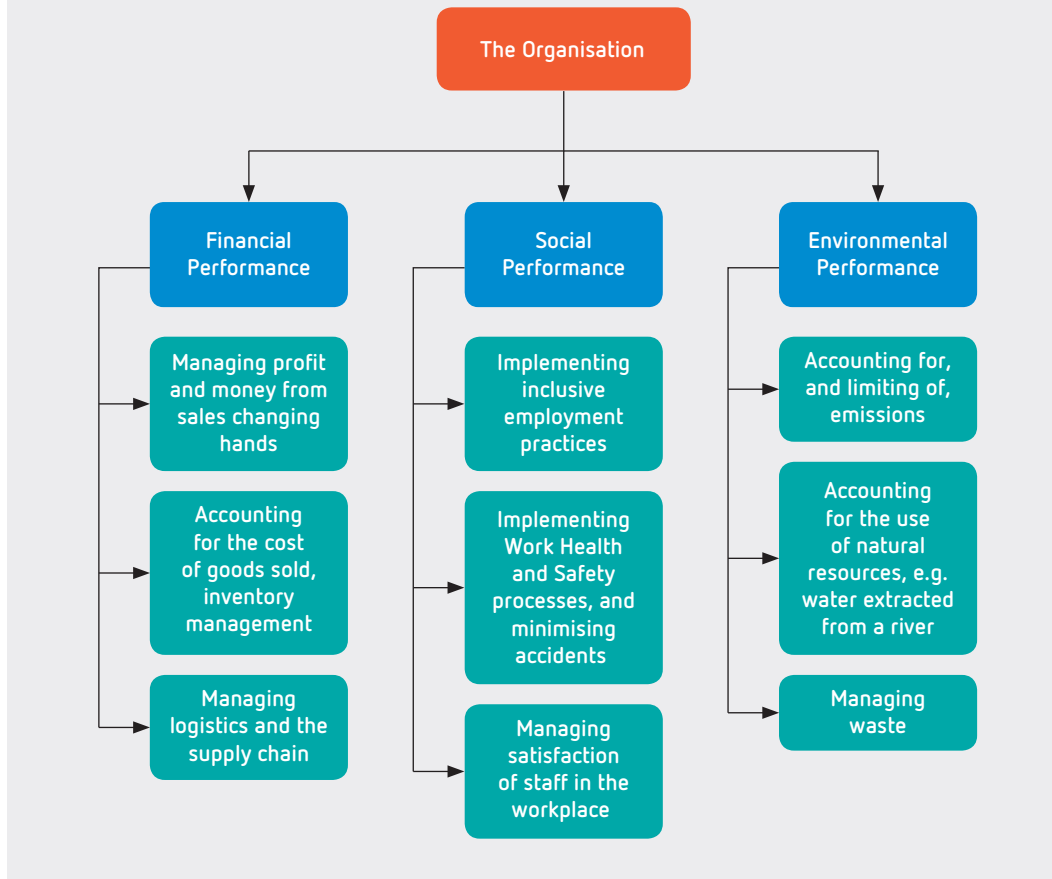 The Organisation
Financial
Performance
Managing profit
and money from
sales changing
hands
Accounting
for the cost
of goods sold,
inventory
management
Managing
logistics and the
supply chain
Social
Performance
Implementing
inclusive
employment
practices
Implementing
Work Health
and Safety
processes, and
minimising
accidents
Managing
satisfaction
of staff in the
workplace
Environmental
Performance
Accounting for,
and limiting of,
emissions
Accounting
for the use
of natural
resources, e.g.
water extracted
from a river
Managing
waste